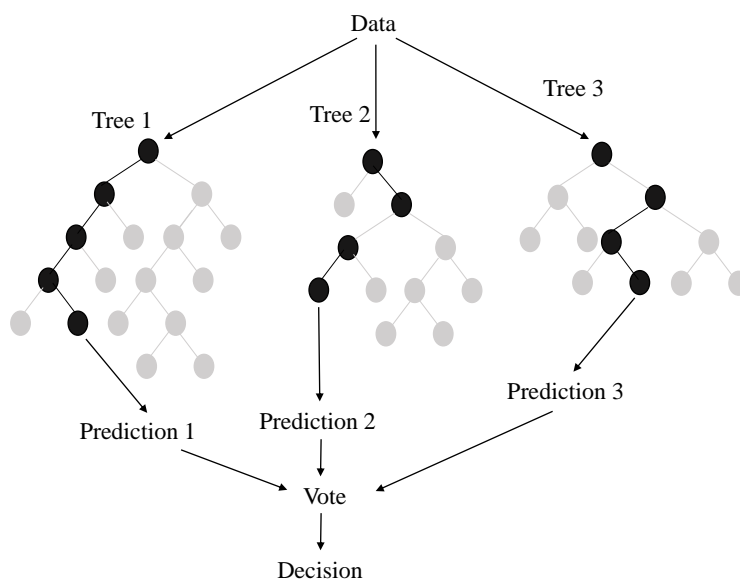 Data
Tree 1
Tree 2
Tree 3
Prediction 1
Prediction 2
Prediction 3
Vote
Decision